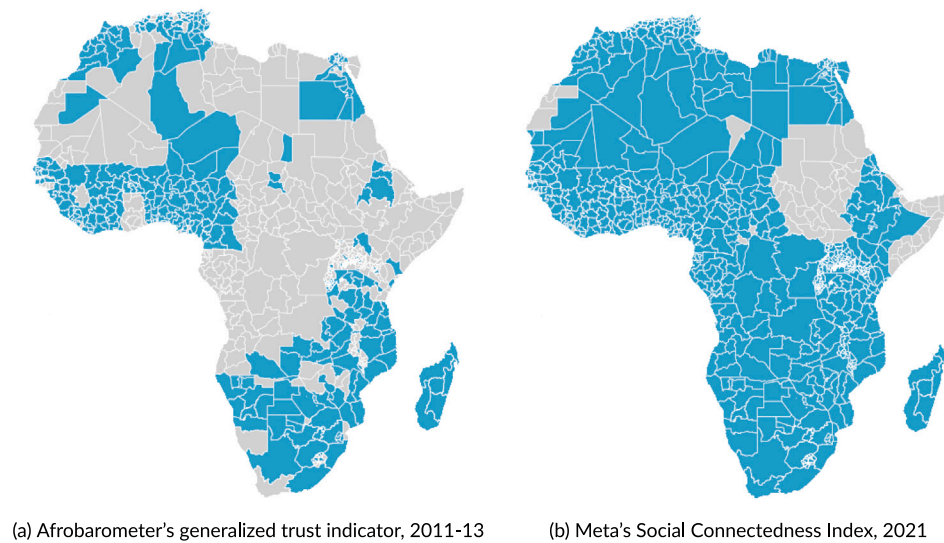 (a) Afrobarometer's generalized trust indicator, 2011-13
(b) Meta's Social Connectedness Index, 2021